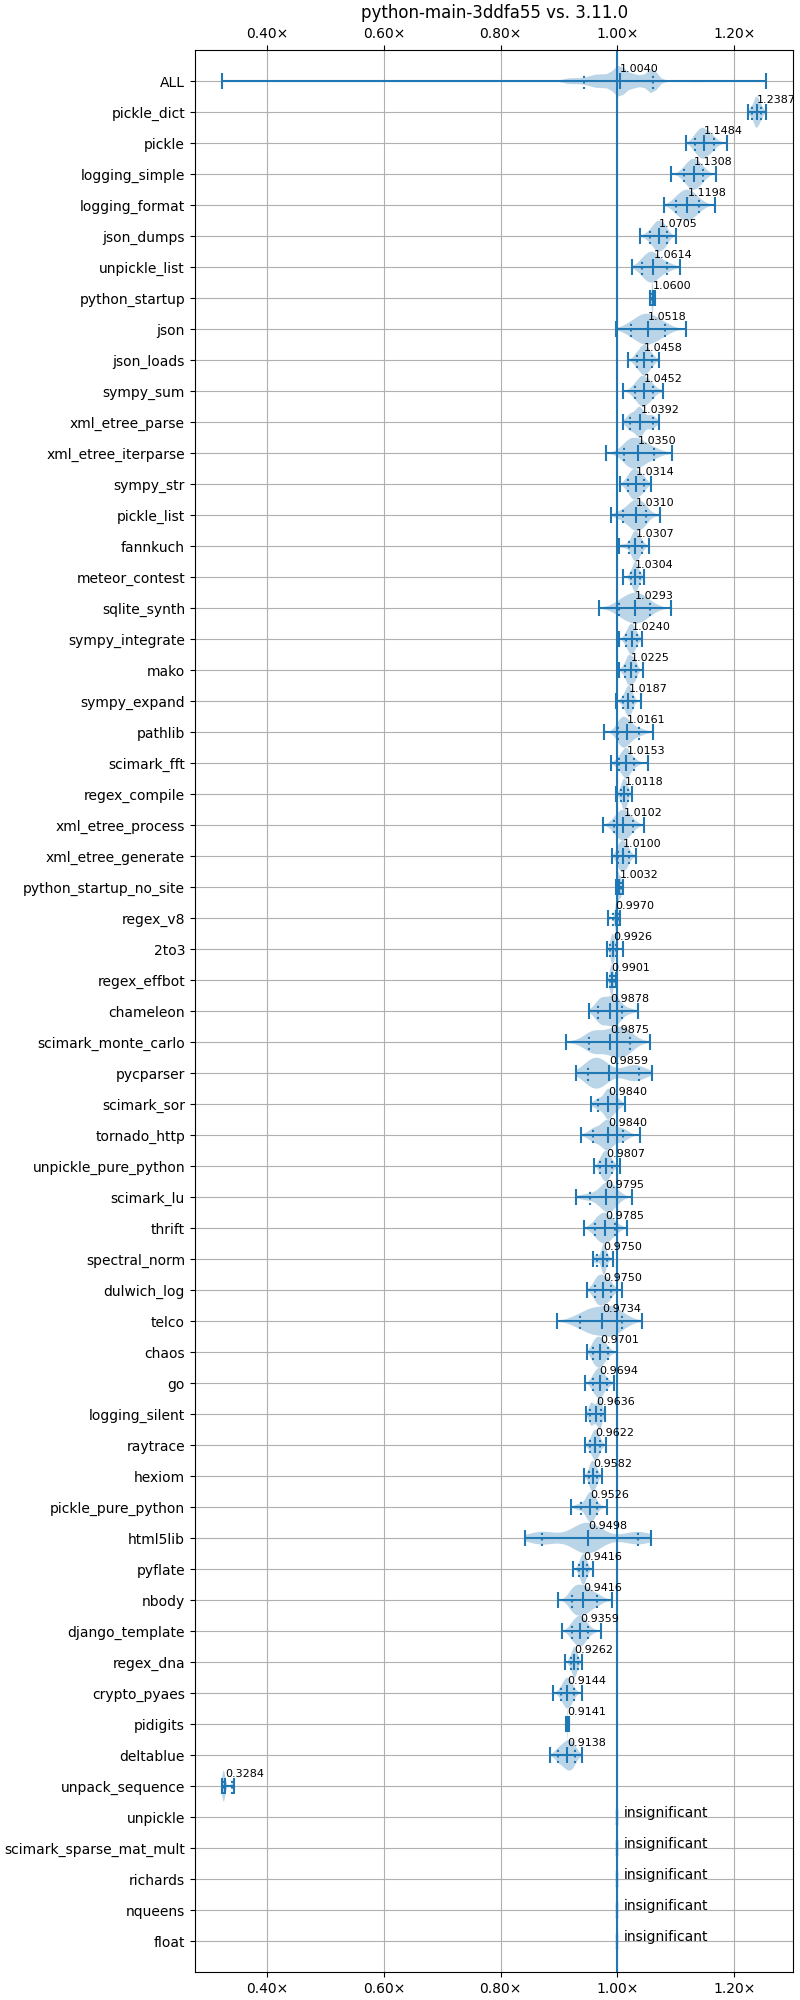 python-main-3ddfa55 vs. 3.11.0
0.40× 0.60× 0.80× 1.00× 1.20×
ALL 1.0040
pickle_dict 1.2387
pickle 1.1484
logging_simple 1.1308
logging_format 1.1198
json_dumps 1.0705
unpickle_list 1.0614
python_startup 1.0600
json 1.0518
json_loads 1.0458
sympy_sum 1.0452
xml_etree_parse 1.0392
xml_etree_iterparse 1.0350
sympy_str 1.0314
pickle_list 1.0310
fannkuch 1.0307
meteor_contest 1.0304
sqlite_synth 1.0293
sympy_integrate 1.0240
mako 1.0225
sympy_expand 1.0187
pathlib 1.0161
scimark_fft 1.0153
regex_compile 1.0118
xml_etree_process 1.0102
xml_etree_generate 1.0100
python_startup_no_site 1.0032
regex_v8 0.9970
2to3 0.9926
regex_effbot 0.9901
chameleon 0.9878
scimark_monte_carlo 0.9875
pycparser 0.9859
scimark_sor 0.9840
tornado_http 0.9840
unpickle_pure_python 0.9807
scimark_lu 0.9795
thrift 0.9785
spectral_norm 0.9750
dulwich_log 0.9750
telco 0.9734
chaos 0.9701
go 0.9694
logging_silent 0.9636
raytrace 0.9622
hexiom 0.9582
pickle_pure_python 0.9526
html5lib 0.9498
pyflate 0.9416
nbody 0.9416
django_template 0.9359
regex_dna 0.9262
crypto_pyaes 0.9144
pidigits 0.9141
deltablue 0.9138
unpack_sequence 0.3284
unpickle insignificant
scimark_sparse_mat_mult insignificant
richards insignificant
nqueens insignificant
float insignificant
0.40× 0.60× 0.80× 1.00× 1.20×